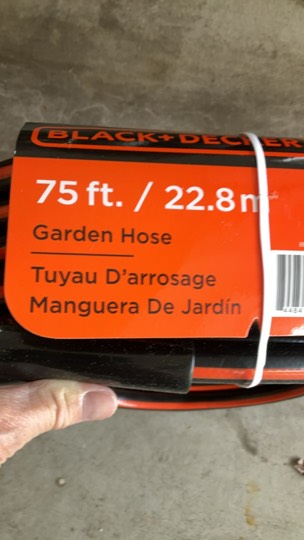 BLACK+DECKER
75 ft. / 22.8m
Garden Hose
Tuyau D'arrosage
Manguera De Jardín